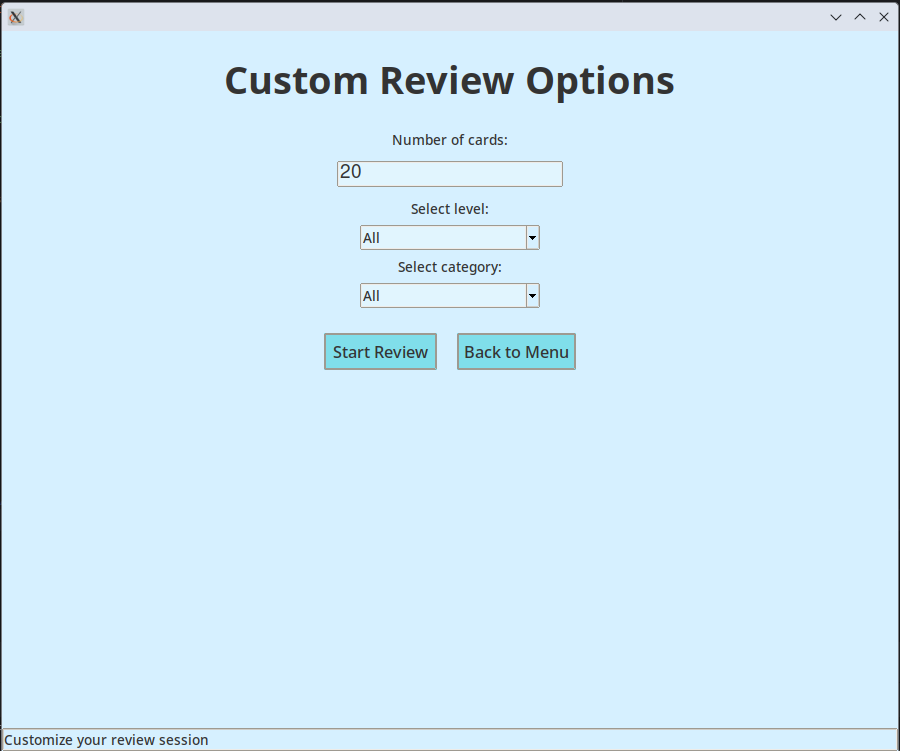 Custom Review Options
Number of cards:
20
Select level:
All
Select category:
All
Start Review
Back to Menu
Customize your review session